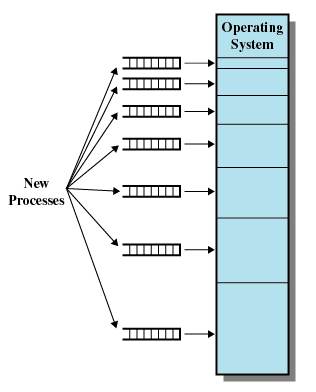 Operating
System
New
Processes